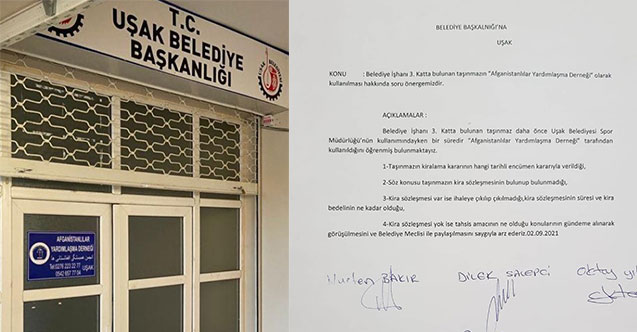 T.C.
UŞAK BELEDİYE
BAŞKANLIĞI
AFGANİSTANLILAR
YARDIMLAŞMA DERNEĞİ
UŞAK
BELEDİYE BAŞKALNIĞI'NA
UŞAK
KONU : Belediye İşhanı 3. Katta bulunan taşınmazın "Afganistanlılar Yardımlaşma Derneği" olarak
kullanılması hakkında soru önergemizdir.
AÇIKLAMALAR :
Belediye İşhanı 3. Katta bulunan taşınmaz daha önce Uşak Belediyesi Spor
Müdürlüğü'nün kullanımındayken bir süredir "Afganistanlılar Yardımlaşma Derneği" tarafından
kullanıldığını öğrenmiş bulunmaktayız.
1-Taşınmazın kiralama kararının hangi tarihli encümen kararıyla verildiği,
2-Söz konusu taşınmazın kira sözleşmesinin bulunup bulunmadığı,
3-Kira sözleşmesi var ise ihaleye çıkılıp çıkılmadığı,kira sözleşmesinin süresi ve kira
bedelinin ne kadar olduğu,
4-Kira sözleşmesi yok ise tahsis amacının ne olduğu konularının gündeme alınarak
görüşülmesini ve Belediye Meclisi ile paylaşılmasını saygıyla arz ederiz.02.09.2021
BAKIR DİLEK SALEPCİ Oktay